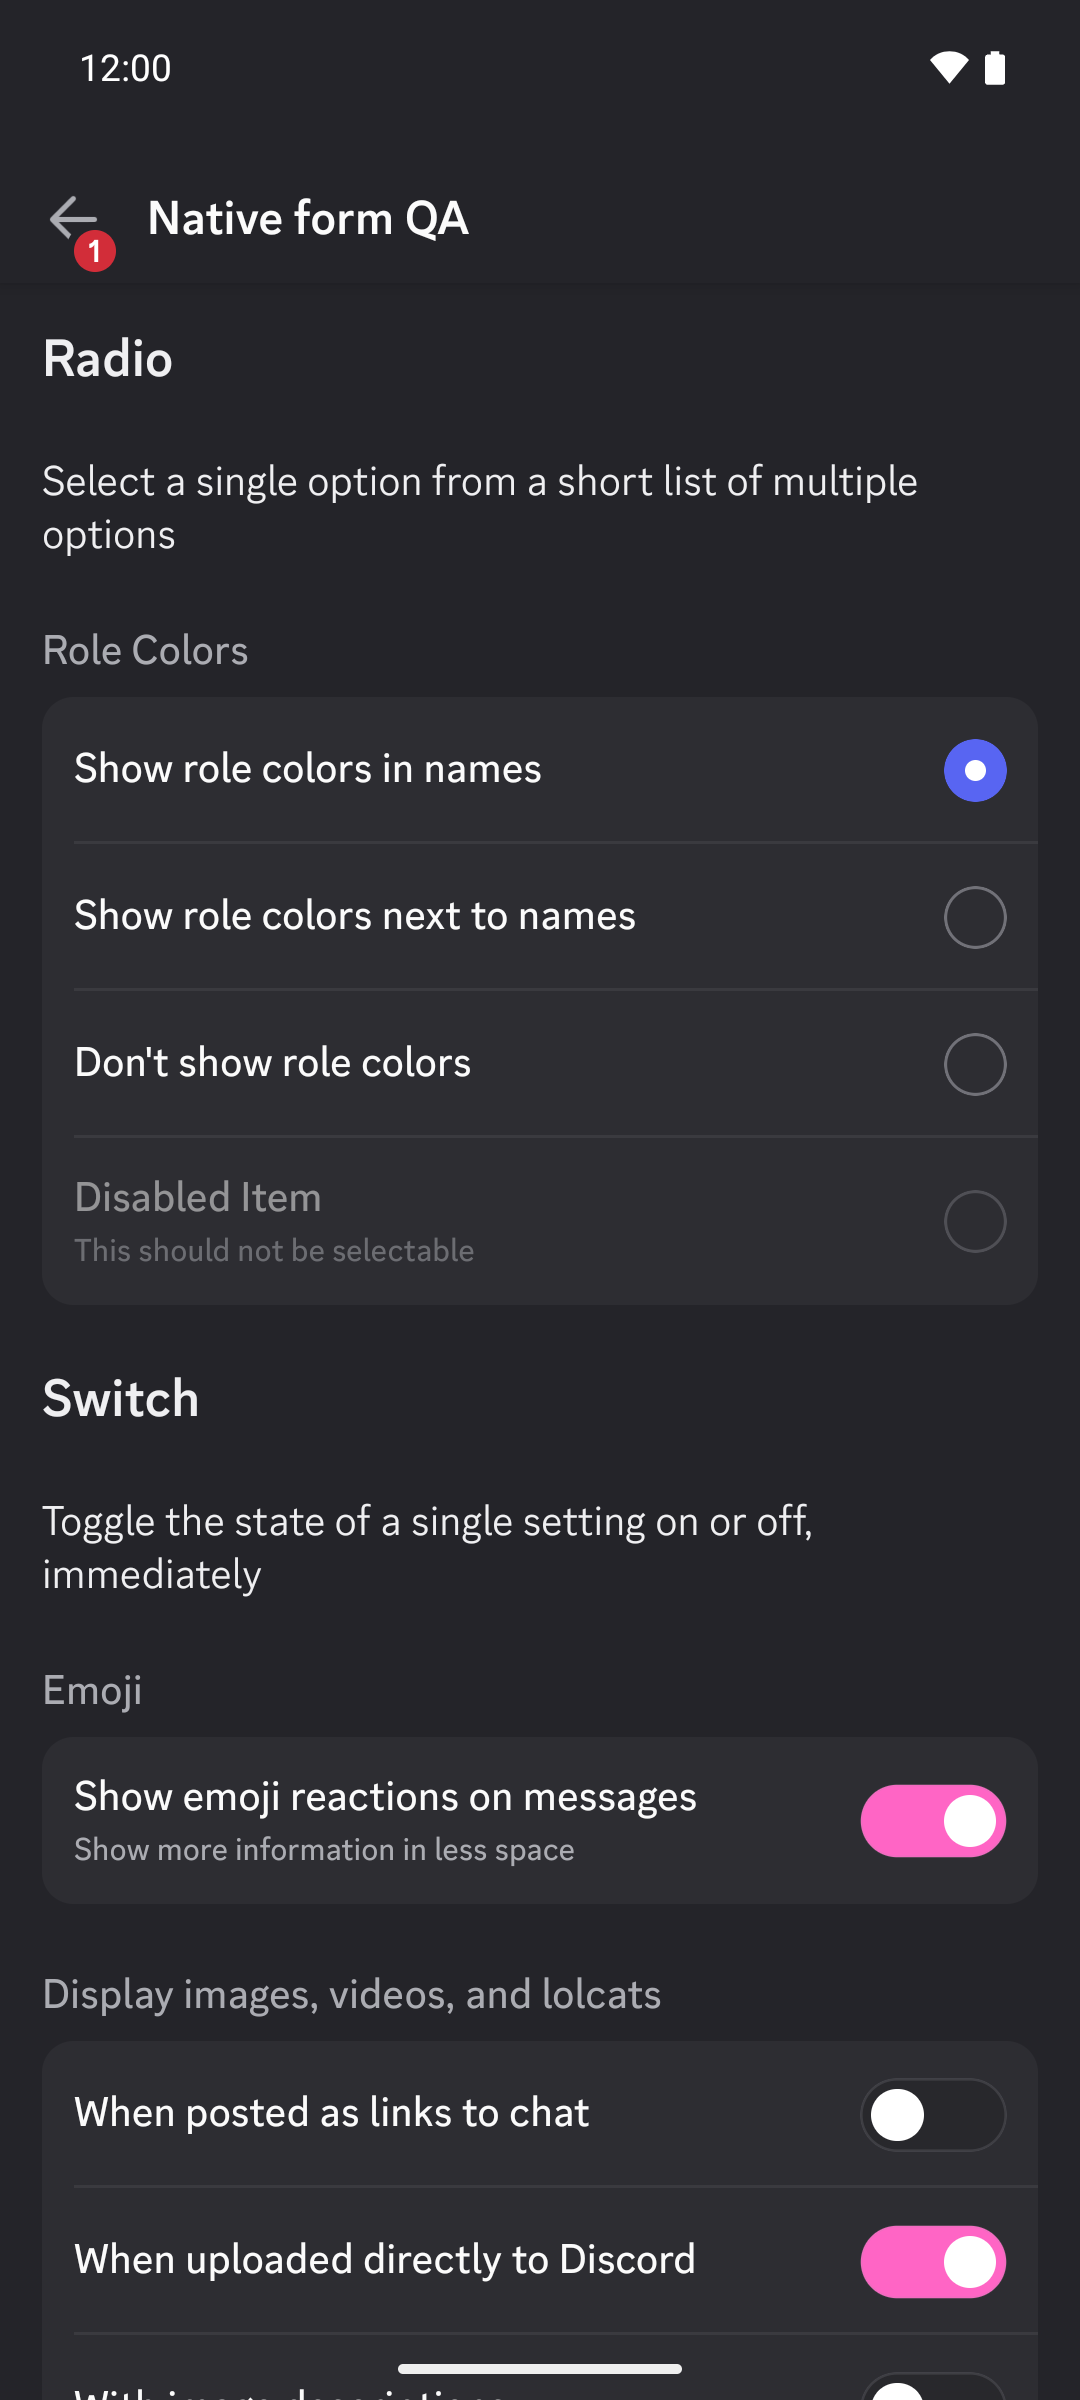 12:00
1
Native form QA
Radio
Select a single option from a short list of multiple
options
Role Colors
Show role colors in names
Show role colors next to names
Don't show role colors
Disabled Item
This should not be selectable
Switch
Toggle the state of a single setting on or off,
immediately
Emoji
Show emoji reactions on messages
Show more information in less space
Display images, videos, and lolcats
When posted as links to chat
When uploaded directly to Discord
With image descriptions